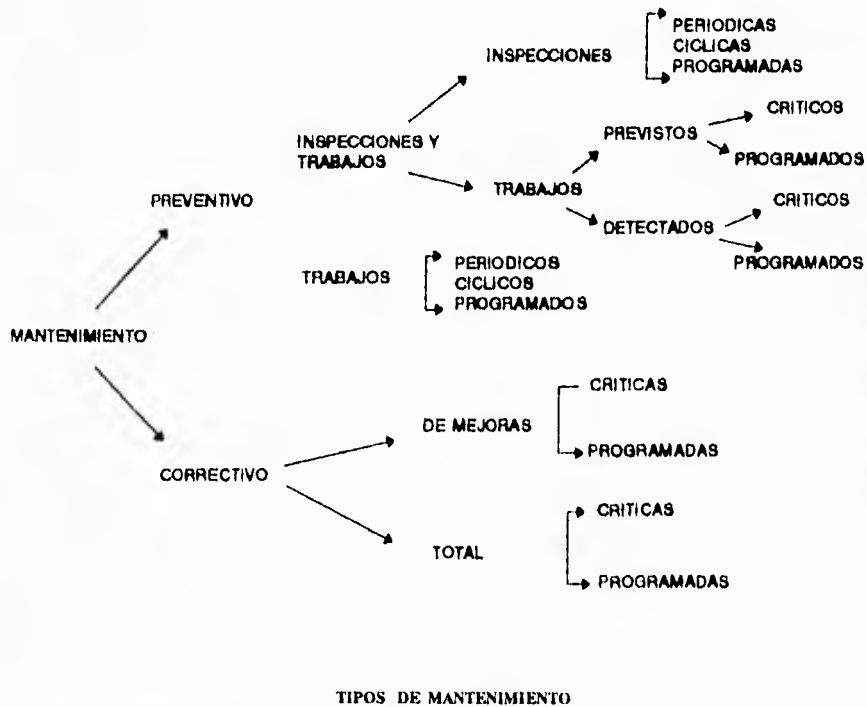 INSPECCIONES
PERIODICAS
CICLICAS
PROGRAMADAS
INSPECCIONES Y
TRABAJOS
PREVISTOS
CRITICOS
PROGRAMADOS
TRABAJOS
DETECTADOS
CRITICOS
PROGRAMADOS
PREVENTIVO
TRABAJOS
PERIODICOS
CICLICOS
PROGRAMADOS
MANTENIMIENTO
CORRECTIVO
DE MEJORAS
CRITICAS
PROGRAMADAS
TOTAL
CRITICAS
PROGRAMADAS
TIPOS DE MANTENIMIENTO